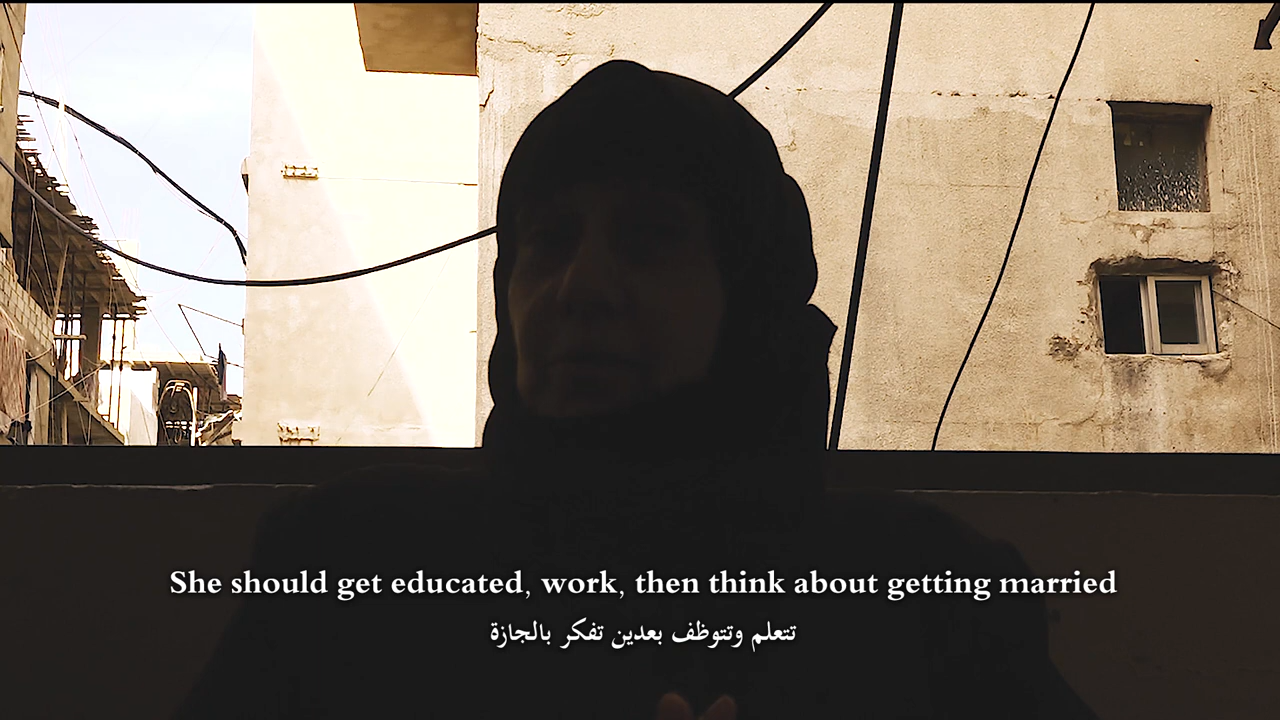 She should get educated, work, then think about getting married
تتعلم وتتوظف بعدين تفكر بالجازة